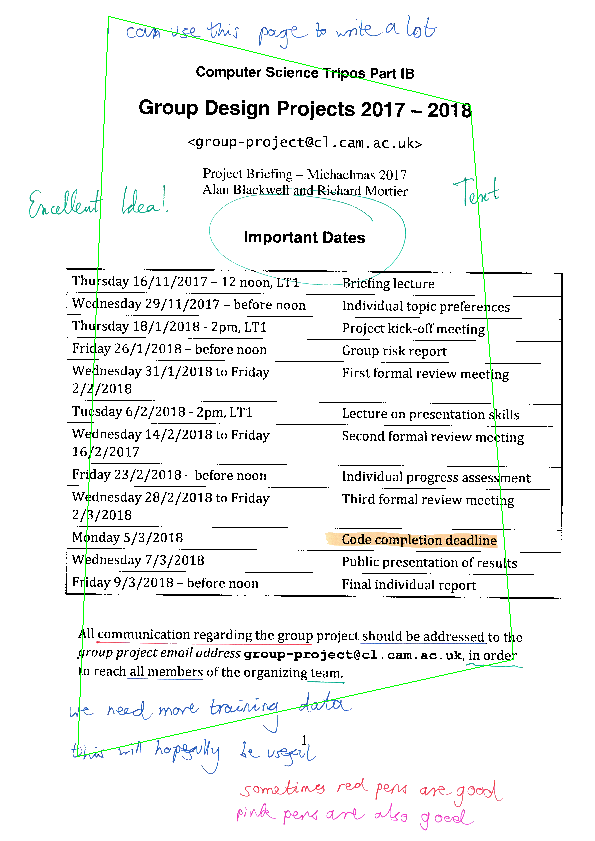 can use this page to write a lot
Computer Science Tripos Part IB
Group Design Projects 2017 – 2018
<group-project@cl.cam.ac.uk>
Project Briefing – Michaelmas 2017
Alan Blackwell and Richard Mortier
Excellent Idea!
Text
Important Dates
Thursday 16/11/2017 – 12 noon, LT1 Briefing lecture
Wednesday 29/11/2017 – before noon Individual topic preferences
Thursday 18/1/2018 - 2pm, LT1 Project kick-off meeting
Friday 26/1/2018 – before noon Group risk report
Wednesday 31/1/2018 to Friday First formal review meeting
2/2/2018
Tuesday 6/2/2018 - 2pm, LT1 Lecture on presentation skills
Wednesday 14/2/2018 to Friday Second formal review meeting
16/2/2017
Friday 23/2/2018 - before noon Individual progress assessment
Wednesday 28/2/2018 to Friday Third formal review meeting
2/3/2018
Monday 5/3/2018 Code completion deadline
Wednesday 7/3/2018 Public presentation of results
Friday 9/3/2018 – before noon Final individual report
All communication regarding the group project should be addressed to the
group project email address group-project@cl.cam.ac.uk, in order
to reach all members of the organizing team.
we need more training data
this will hopefully be useful
1
sometimes red pens are good
pink pens are also good